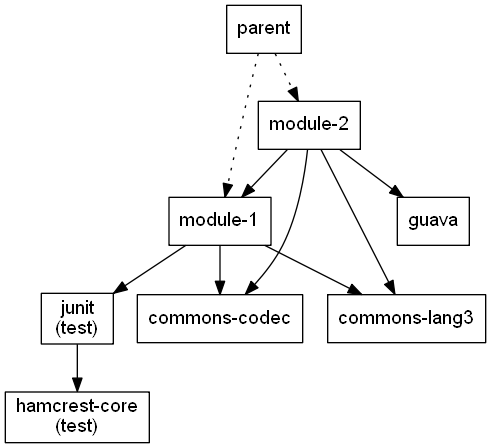 parent
module-2
module-1
guava
junit
(test)
commons-codec
commons-lang3
hamcrest-core
(test)